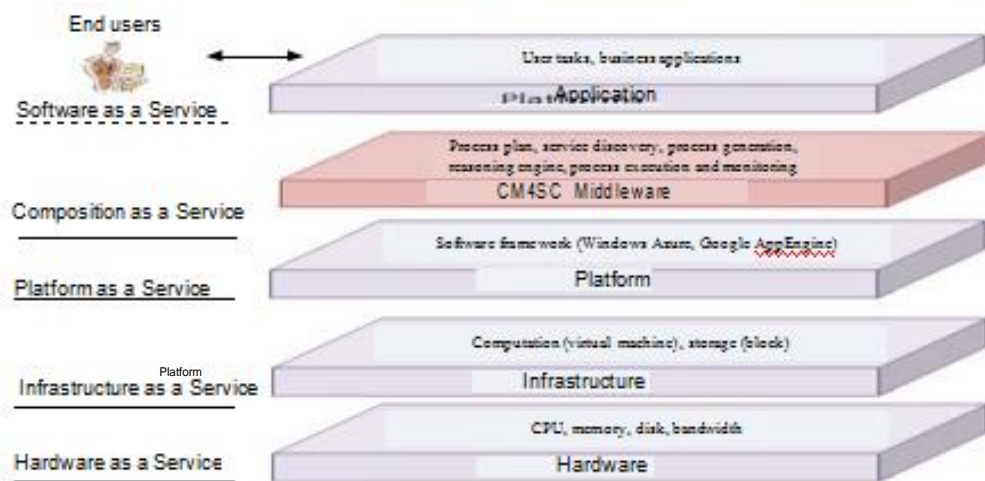 End users
User tasks, business applications
Application
Software as a Service
Process plan, service discovery, process generation,
reasoning engine, process execution and monitoring
CM4SC Middleware
Composition as a Service
Software framework (Windows Azure, Google AppEngine)
Platform
Platform as a Service
Computation (virtual machine), storage (block)
Infrastructure
Platform
Infrastructure as a Service
CPU, memory, disk, bandwidth
Hardware
Hardware as a Service